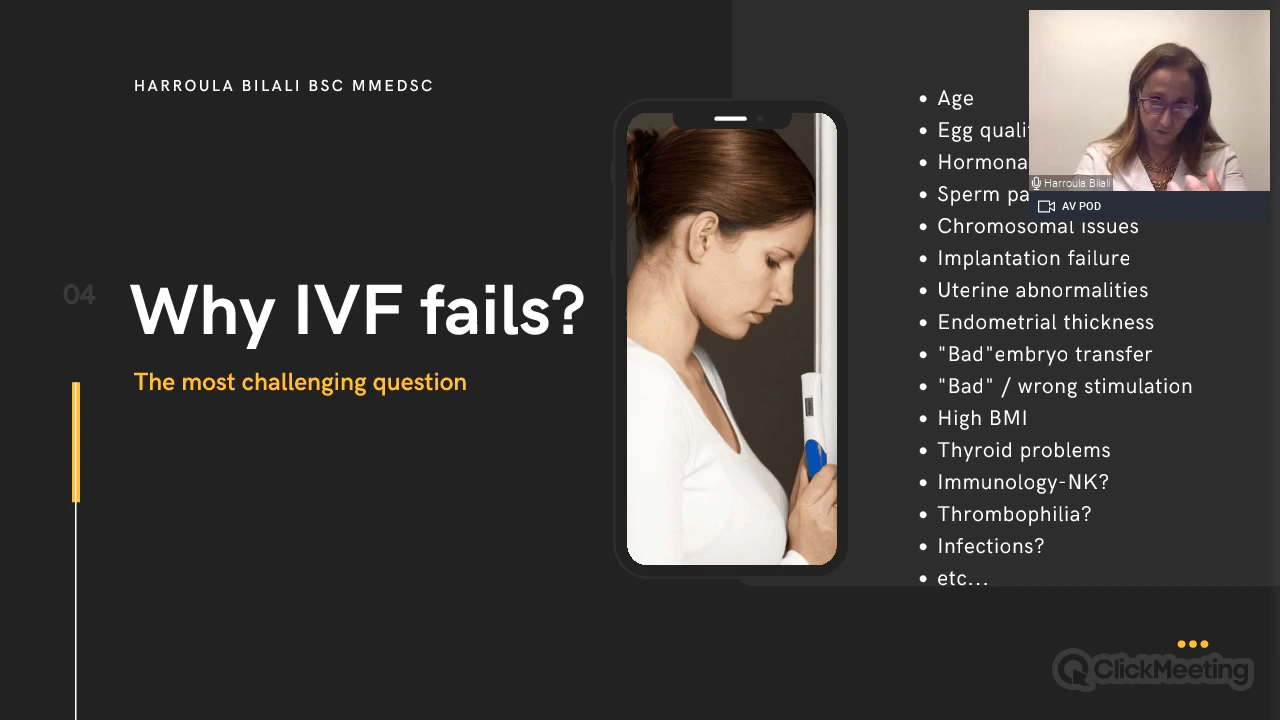 HARROULA BILALI BSC MMEDSC
04
Why IVF fails?
The most challenging question
• Age
• Egg quali
• Hormona
• Sperm pa
• Chromosomal issues
• Implantation failure
• Uterine abnormalities
• Endometrial thickness
• "Bad"embryo transfer
• "Bad" / wrong stimulation
• High BMI
• Thyroid problems
• Immunology-NK?
• Thrombophilia?
• Infections?
• etc...
Harroula Bilali
AV POD
ClickMeeting